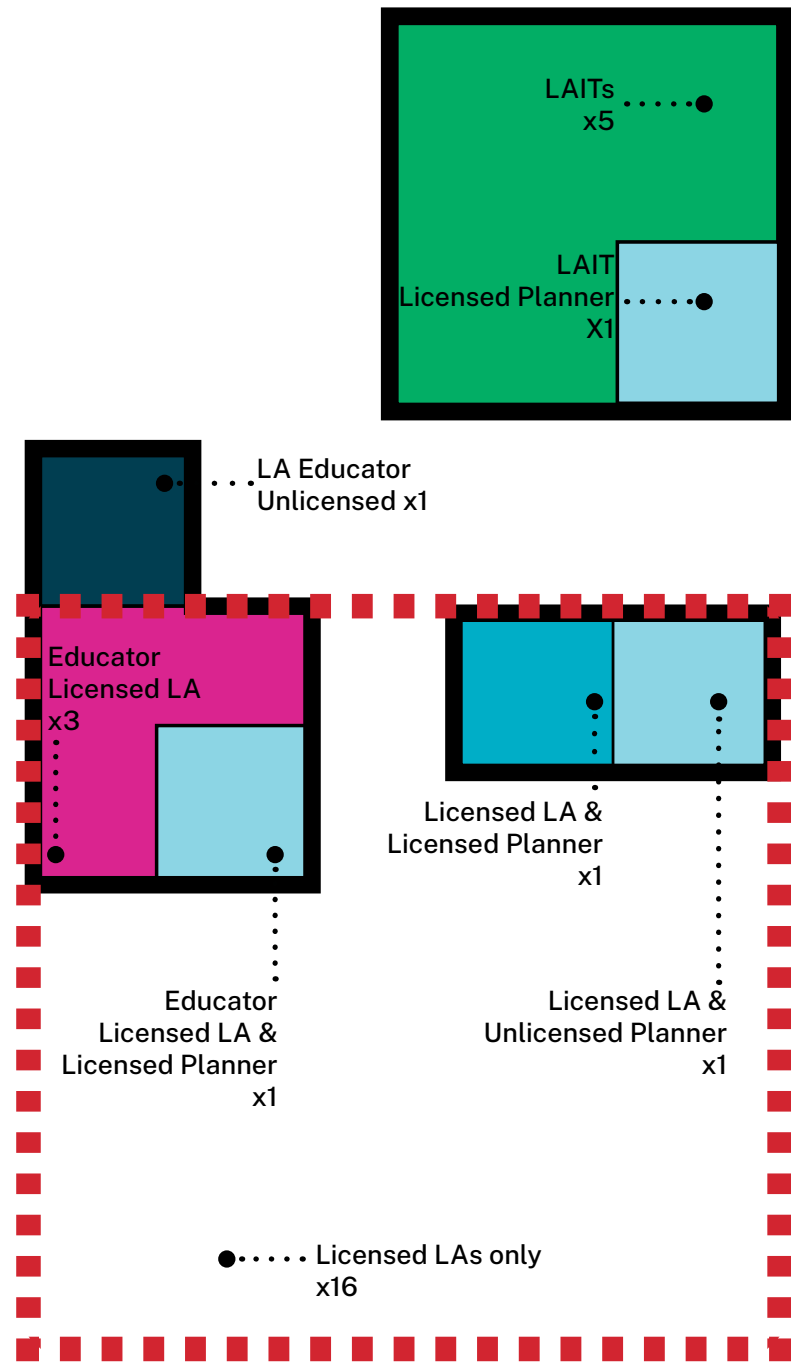 LAITs
x5
LAIT
Licensed Planner
X1
LA Educator
Unlicensed x1
Educator
Licensed LA
x3
Licensed LA &
Licensed Planner
x1
Educator
Licensed LA &
Licensed Planner
x1
Licensed LA &
Unlicensed Planner
x1
Licensed LAs only
x16